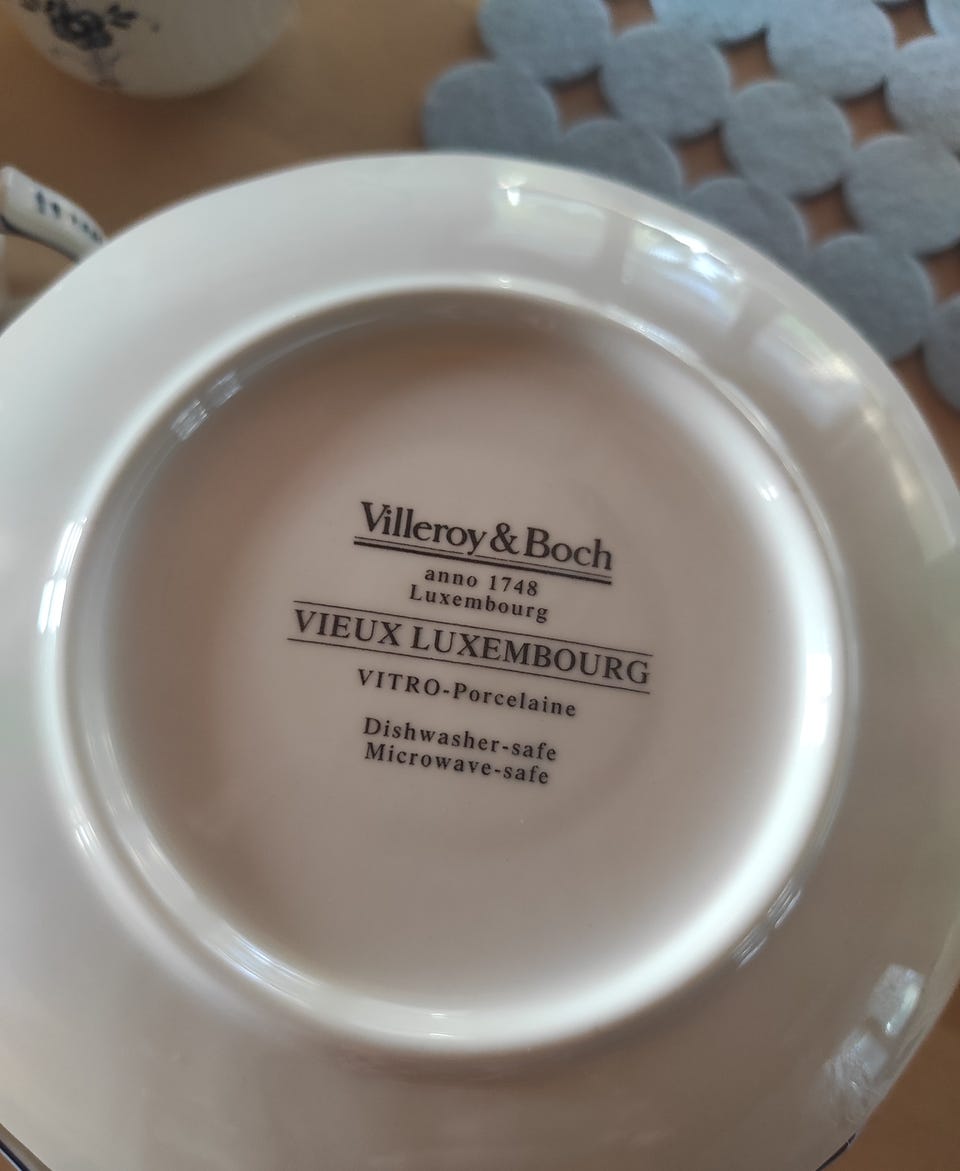 Villeroy & Boch
anno 1748
Luxembourg
VIEUX LUXEMBOURG
VITRO-Porcelaine
Dishwasher-safe
Microwave-safe